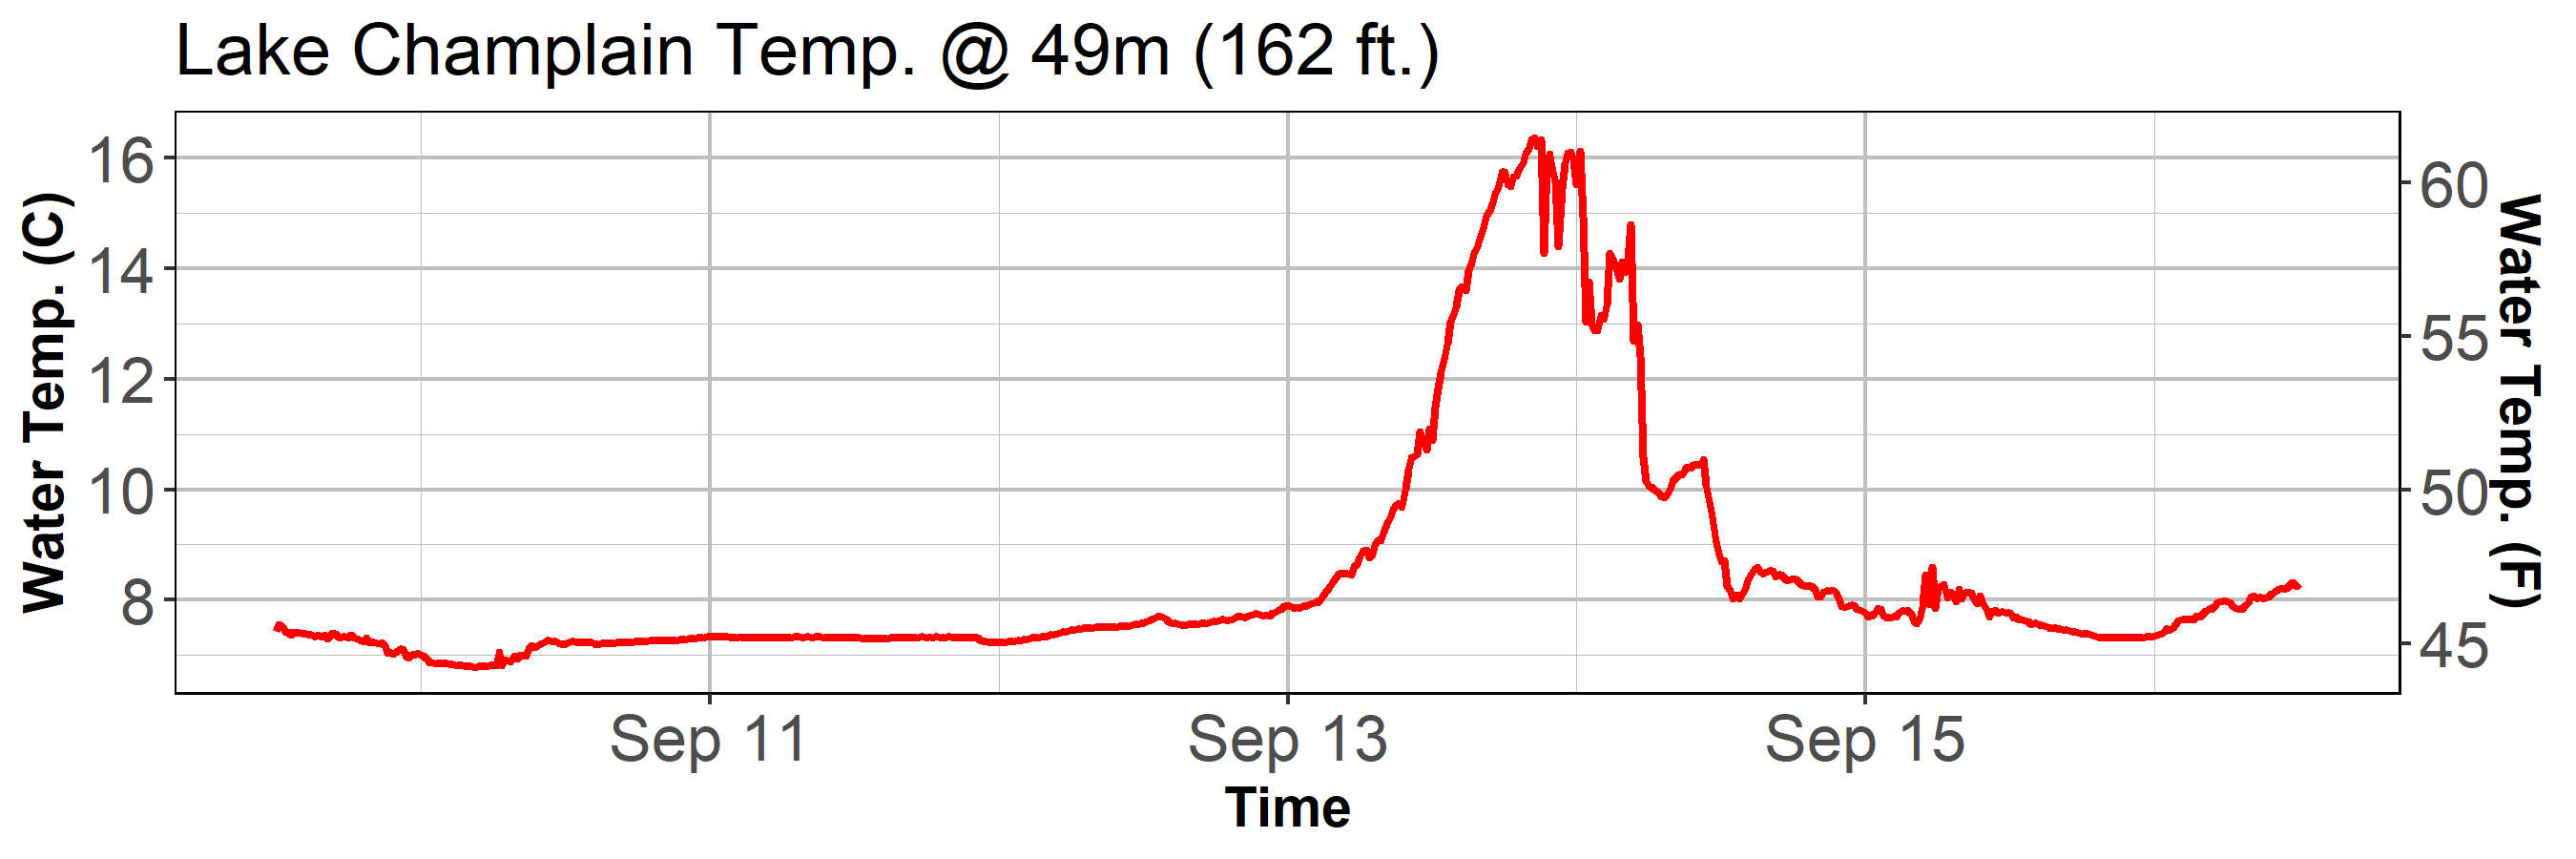 Lake Champlain Temp. @ 49m (162 ft.)
Water Temp. (C)
16
14
12
10
8
60
55
50
45
Water Temp. (F)
Sep 11
Sep 13
Sep 15
Time